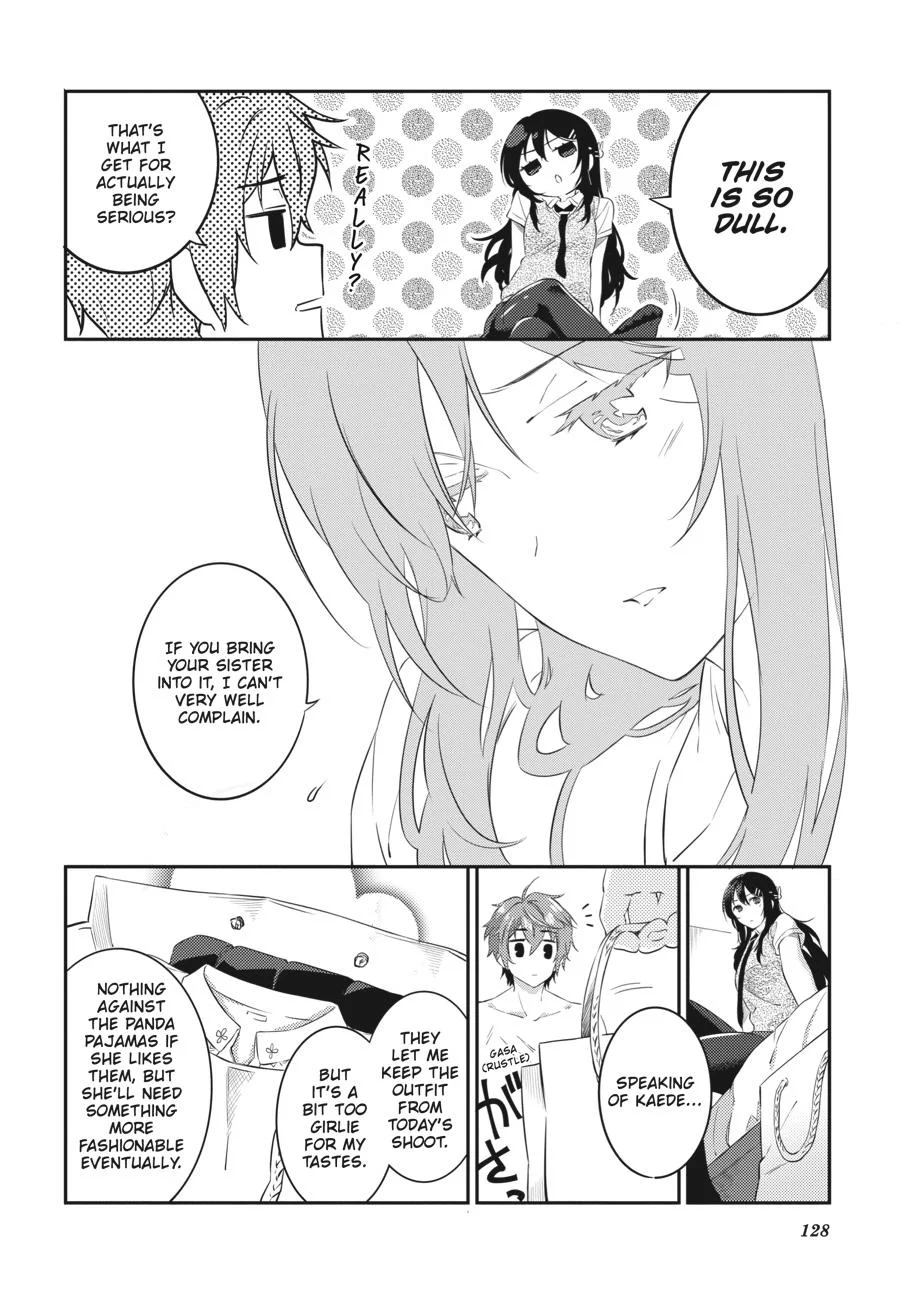 THIS
IS SO
DULL.
REALLY?
THAT'S
WHAT I
GET FOR
ACTUALLY
BEING
SERIOUS?
IF YOU BRING
YOUR SISTER
INTO IT, I CAN'T
VERY WELL
COMPLAIN.
SPEAKING
OF KAEDE...
GASA
(RUSTLE)
がさっ
THEY
LET ME
KEEP THE
OUTFIT
FROM
TODAY'S
SHOOT.
BUT
IT'S A
BIT TOO
GIRLIE
FOR MY
TASTES.
NOTHING
AGAINST
THE PANDA
PAJAMAS IF
SHE LIKES
THEM, BUT
SHE'LL NEED
SOMETHING
MORE
FASHIONABLE
EVENTUALLY.
128